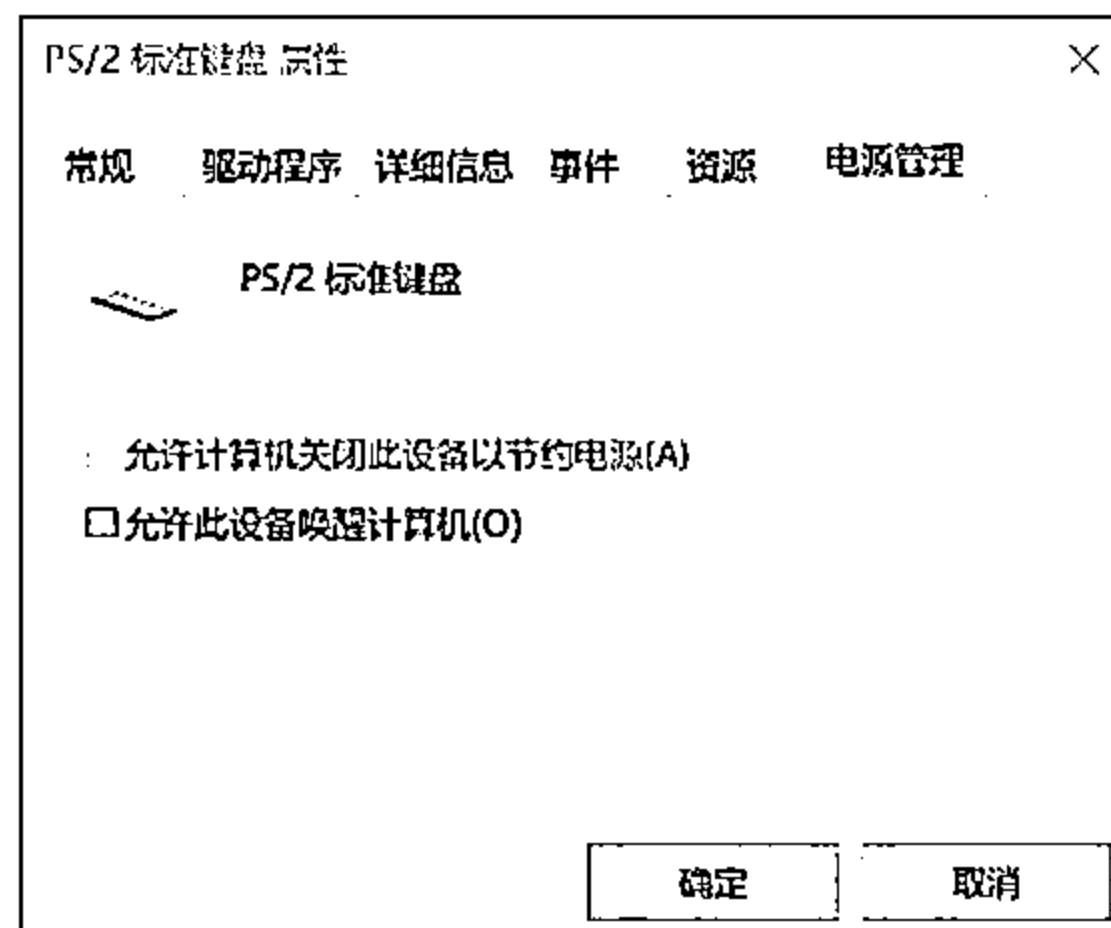 PS/2 标准键盘 属性
常规 驱动程序 详细信息 事件 资源 电源管理
PS/2 标准键盘
允许计算机关闭此设备以节约电源(A)
允许此设备唤醒计算机(O)
确定 取消